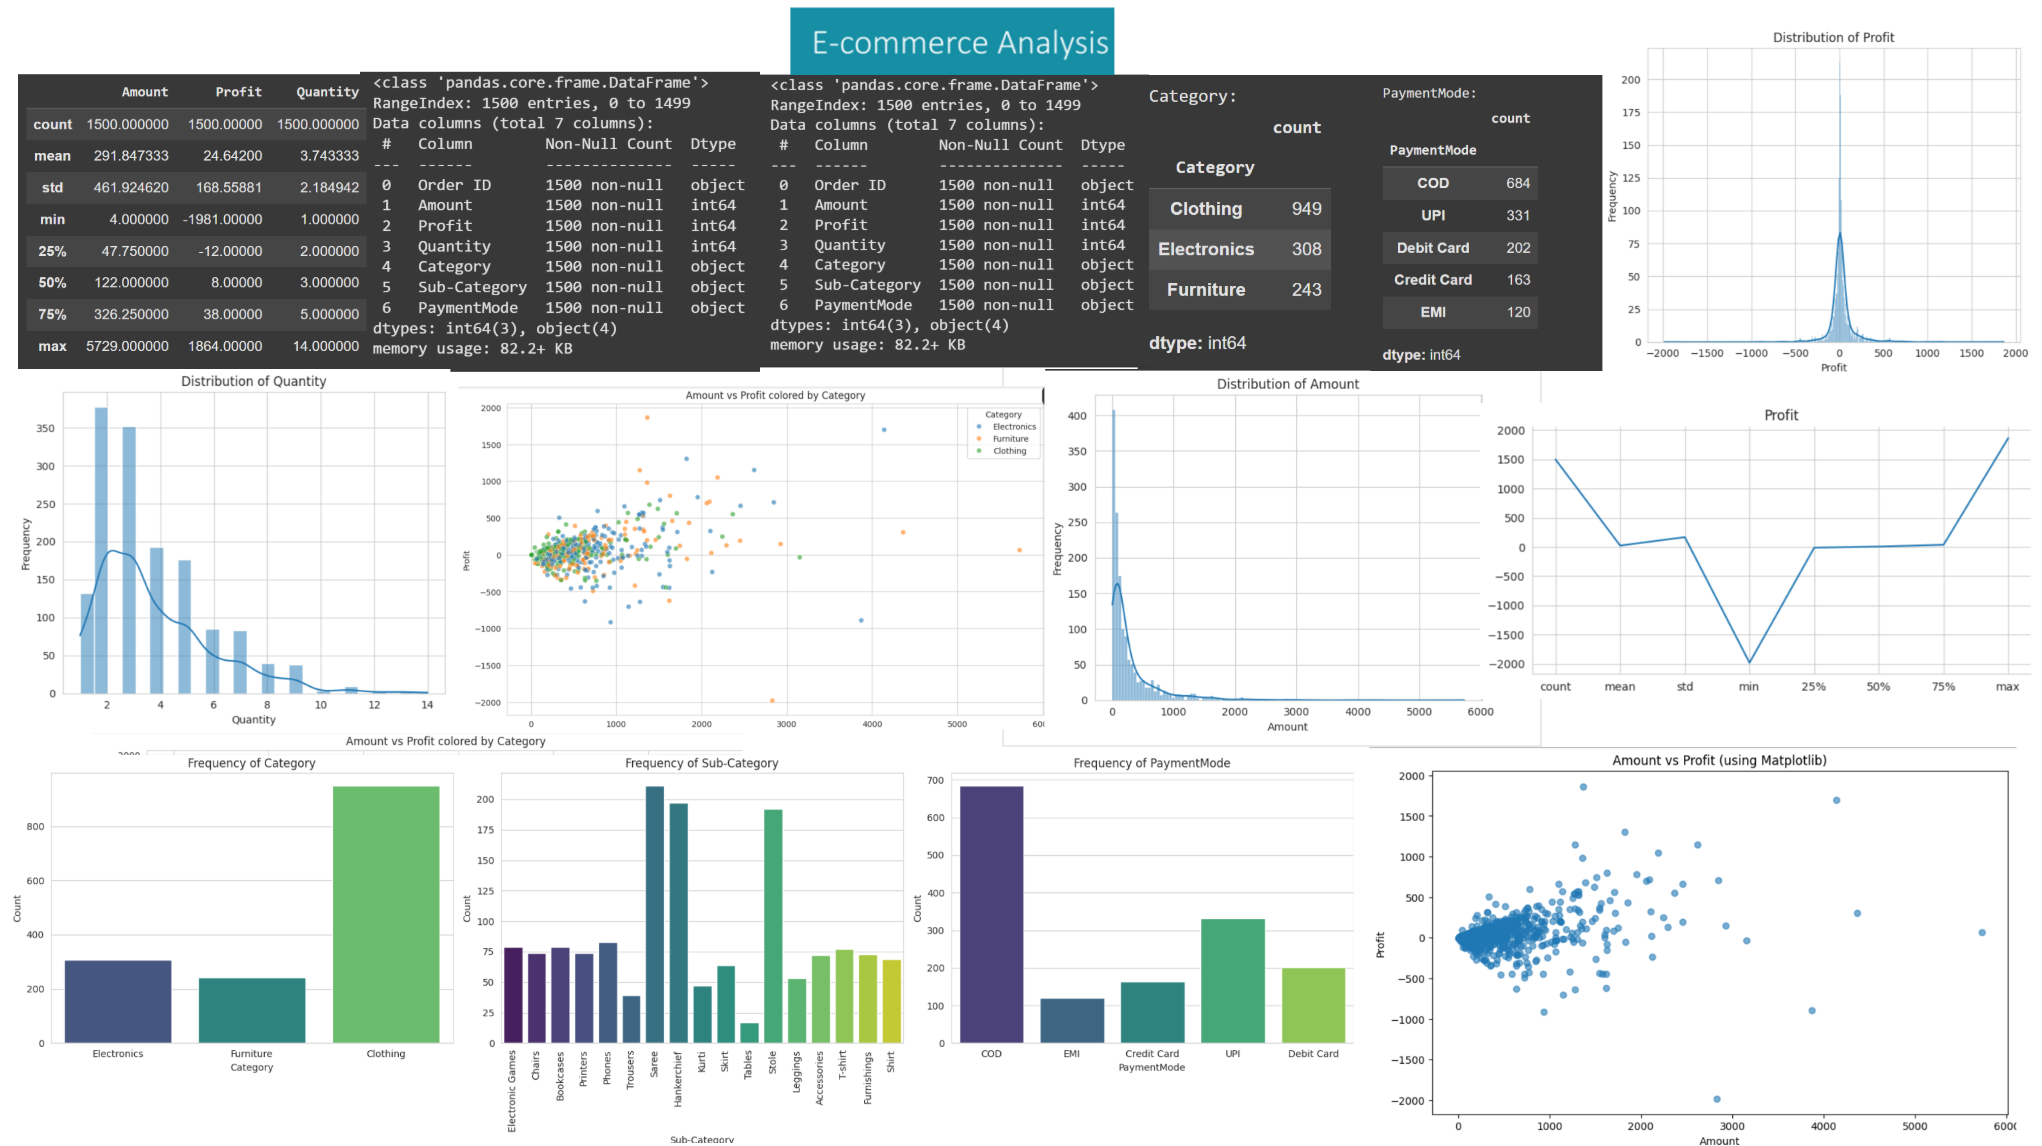 E-commerce Analysis
Amount Profit Quantity
count 1500.000000 1500.00000 1500.000000
mean 291.847333 24.64200 3.743333
std 461.924620 168.55881 2.184942
min 4.000000 -1981.00000 1.000000
25% 47.750000 -12.00000 2.000000
50% 122.000000 8.00000 3.000000
75% 326.250000 38.00000 5.000000
max 5729.000000 1864.00000 14.000000
<class 'pandas.core.frame.DataFrame'>
RangeIndex: 1500 entries, 0 to 1499
Data columns (total 7 columns):
# Column Non-Null Count Dtype
--- ------ -------------- -----
0 Order ID 1500 non-null object
1 Amount 1500 non-null int64
2 Profit 1500 non-null int64
3 Quantity 1500 non-null int64
4 Category 1500 non-null object
5 Sub-Category 1500 non-null object
6 PaymentMode 1500 non-null object
dtypes: int64(3), object(4)
memory usage: 82.2+ KB
<class 'pandas.core.frame.DataFrame'>
RangeIndex: 1500 entries, 0 to 1499
Data columns (total 7 columns):
# Column Non-Null Count Dtype
--- ------ -------------- -----
0 Order ID 1500 non-null object
1 Amount 1500 non-null int64
2 Profit 1500 non-null int64
3 Quantity 1500 non-null int64
4 Category 1500 non-null object
5 Sub-Category 1500 non-null object
6 PaymentMode 1500 non-null object
dtypes: int64(3), object(4)
memory usage: 82.2+ KB
Category:
count
Category
Clothing 949
Electronics 308
Furniture 243
dtype: int64
PaymentMode:
count
PaymentMode
COD 684
UPI 331
Debit Card 202
Credit Card 163
EMI 120
dtype: int64
Distribution of Profit
Frequency
200
175
150
125
100
75
50
25
0
−2000 −1500 −1000 −500 0 500 1000 1500 2000
Profit
Distribution of Quantity
Frequency
350
300
250
200
150
100
50
0
2 4 6 8 10 12 14
Quantity
Amount vs Profit colored by Category
Category
Electronics
Furniture
Clothing
Profit
2000
1500
1000
500
0
−500
−1000
−1500
−2000
0 1000 2000 3000 4000 5000
Distribution of Amount
Frequency
400
350
300
250
200
150
100
50
0
0 1000 2000 3000 4000 5000 6000
Amount
Profit
2000
1500
1000
500
0
−500
−1000
−1500
−2000
count mean std min 25% 50% 75% max
Amount vs Profit colored by Category
Frequency of Category
Count
800
600
400
200
0
Electronics Furniture Clothing
Category
Frequency of Sub-Category
Count
200
175
150
125
100
75
50
25
0
Electronic Games
Chairs
Bookcases
Printers
Phones
Trousers
Saree
Hankerchief
Kurti
Skirt
Tables
Stole
Leggings
Accessories
T-shirt
Furnishings
Shirt
Sub-Category
Frequency of PaymentMode
Count
700
600
500
400
300
200
100
0
COD EMI Credit Card UPI Debit Card
PaymentMode
Amount vs Profit (using Matplotlib)
Profit
2000
1500
1000
500
0
−500
−1000
−1500
−2000
0 1000 2000 3000 4000 5000
Amount